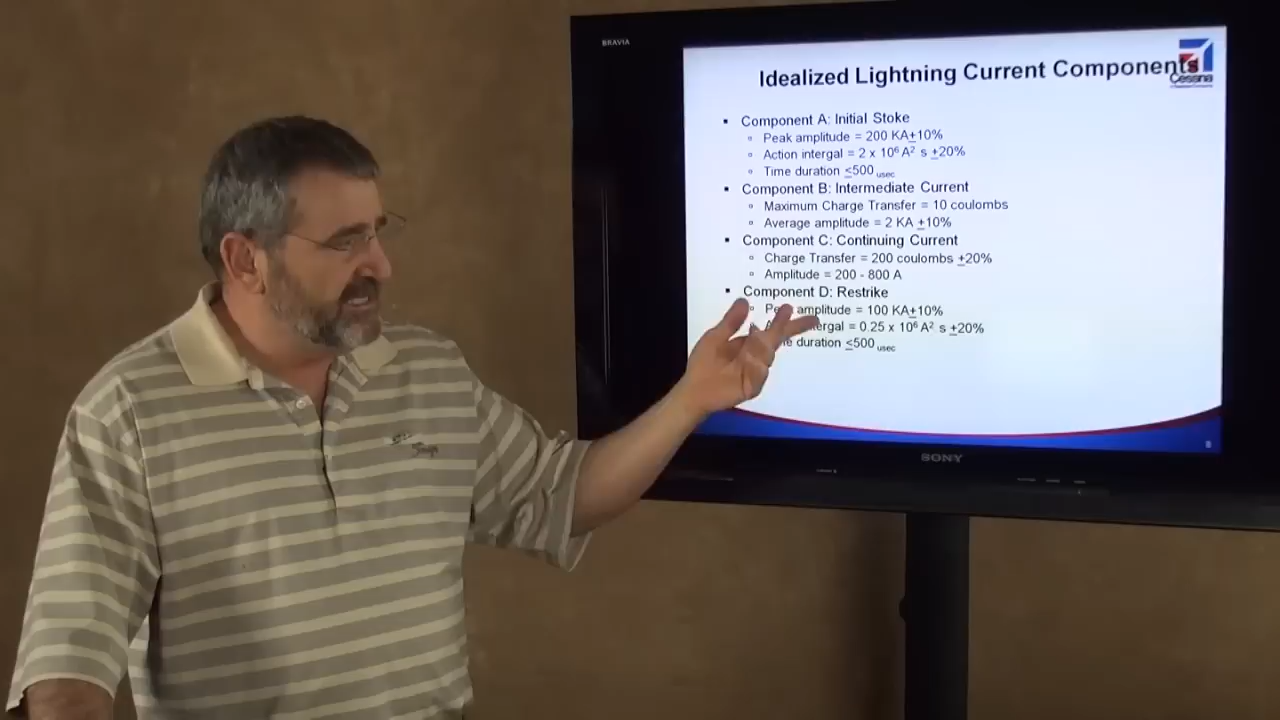 BRAVIA
Idealized Lightning Current Components
Cessna
▪ Component A: Initial Stoke
▫ Peak amplitude = 200 KA±10%
▫ Action intergal = 2 x 10⁶ A² s ±20%
▫ Time duration ≤500 usec
▪ Component B: Intermediate Current
▫ Maximum Charge Transfer = 10 coulombs
▫ Average amplitude = 2 KA ±10%
▪ Component C: Continuing Current
▫ Charge Transfer = 200 coulombs ±20%
▫ Amplitude = 200 - 800 A
▪ Component D: Restrike
▫ amplitude = 100 KA±10%
= 0.25 x 10⁶ A² s ±20%
duration ≤500 usec
8
SONY